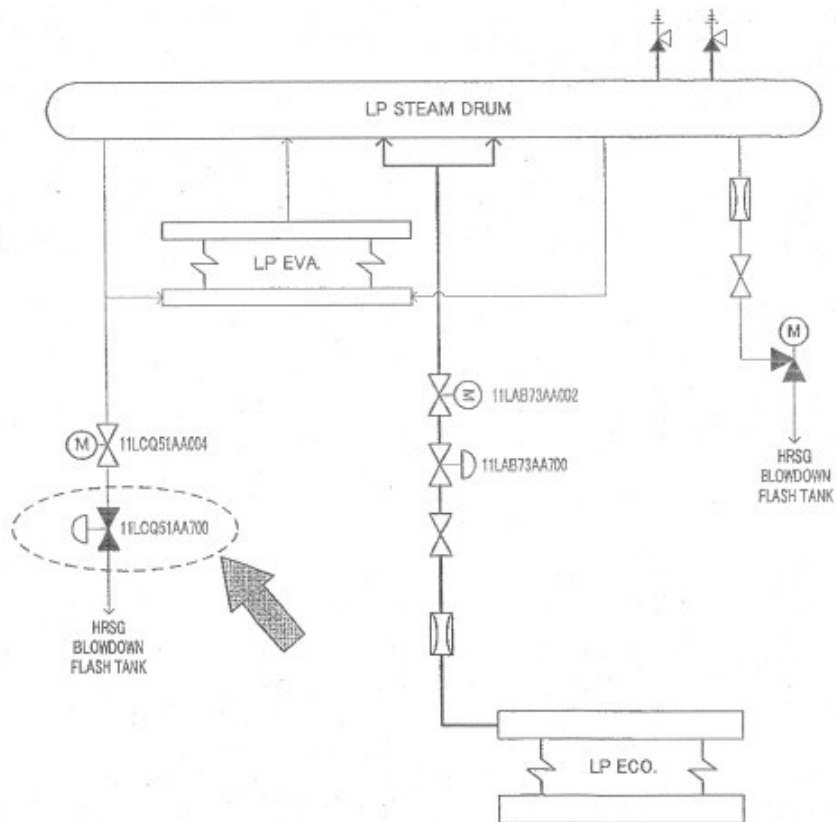 LP STEAM DRUM
LP EVA.
M
11LAB73AA002
M
11LCQ51AA004
M
11LAB73AA700
11LCQ51AA700
HRSG
BLOWDOWN
FLASH TANK
HRSG
BLOWDOWN
FLASH TANK
LP ECO.